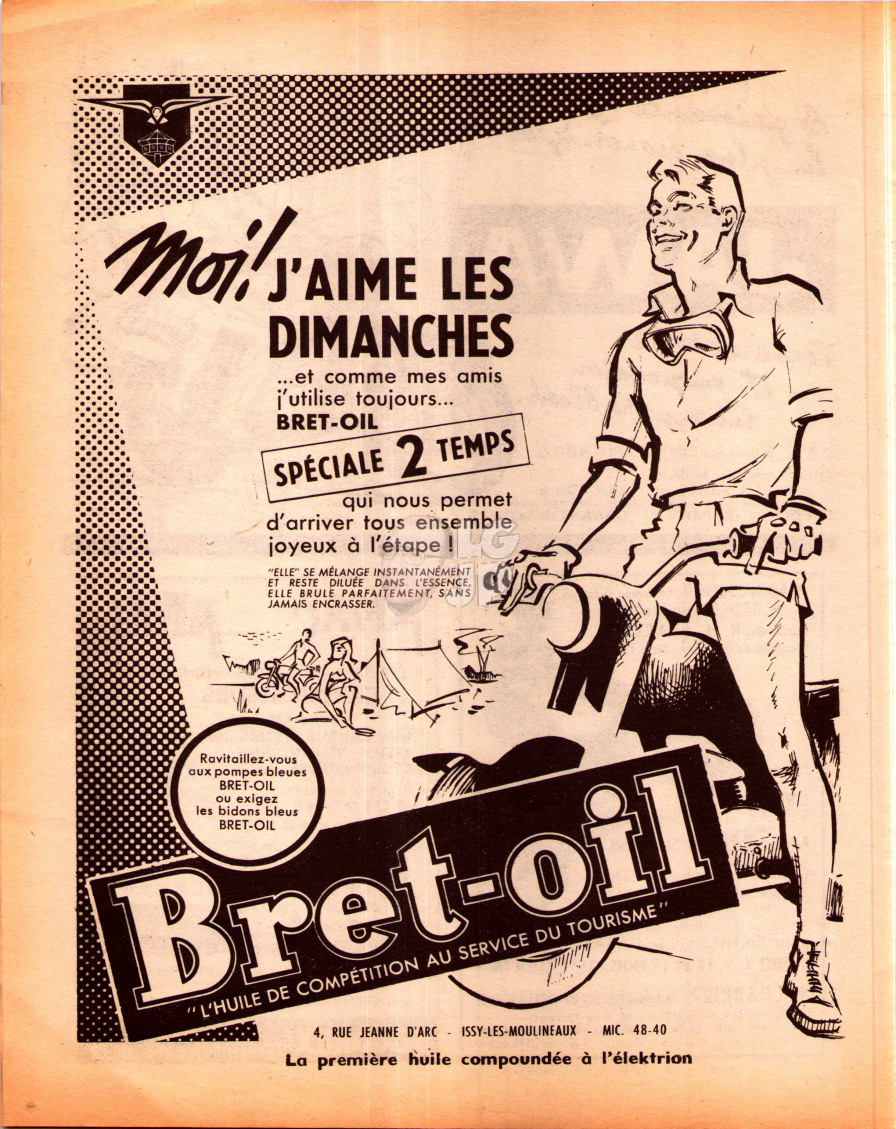 Moi! J'AIME LES
DIMANCHES
...et comme mes amis
j'utilise toujours...
BRET-OIL
SPÉCIALE 2 TEMPS
qui nous permet
d'arriver tous ensemble
joyeux à l'étape !
"ELLE" SE MÉLANGE INSTANTANÉMENT
ET RESTE DILUÉE DANS L'ESSENCE,
ELLE BRULE PARFAITEMENT, SANS
JAMAIS ENCRASSER.
Ravitaillez-vous
aux pompes bleues
BRET-OIL
ou exigez
les bidons bleus
BRET-OIL
Bret-oil
"L'HUILE DE COMPÉTITION AU SERVICE DU TOURISME"
4, RUE JEANNE D'ARC - ISSY-LES-MOULINEAUX - MIC. 48-40
La première huile compoundée à l'élektrion